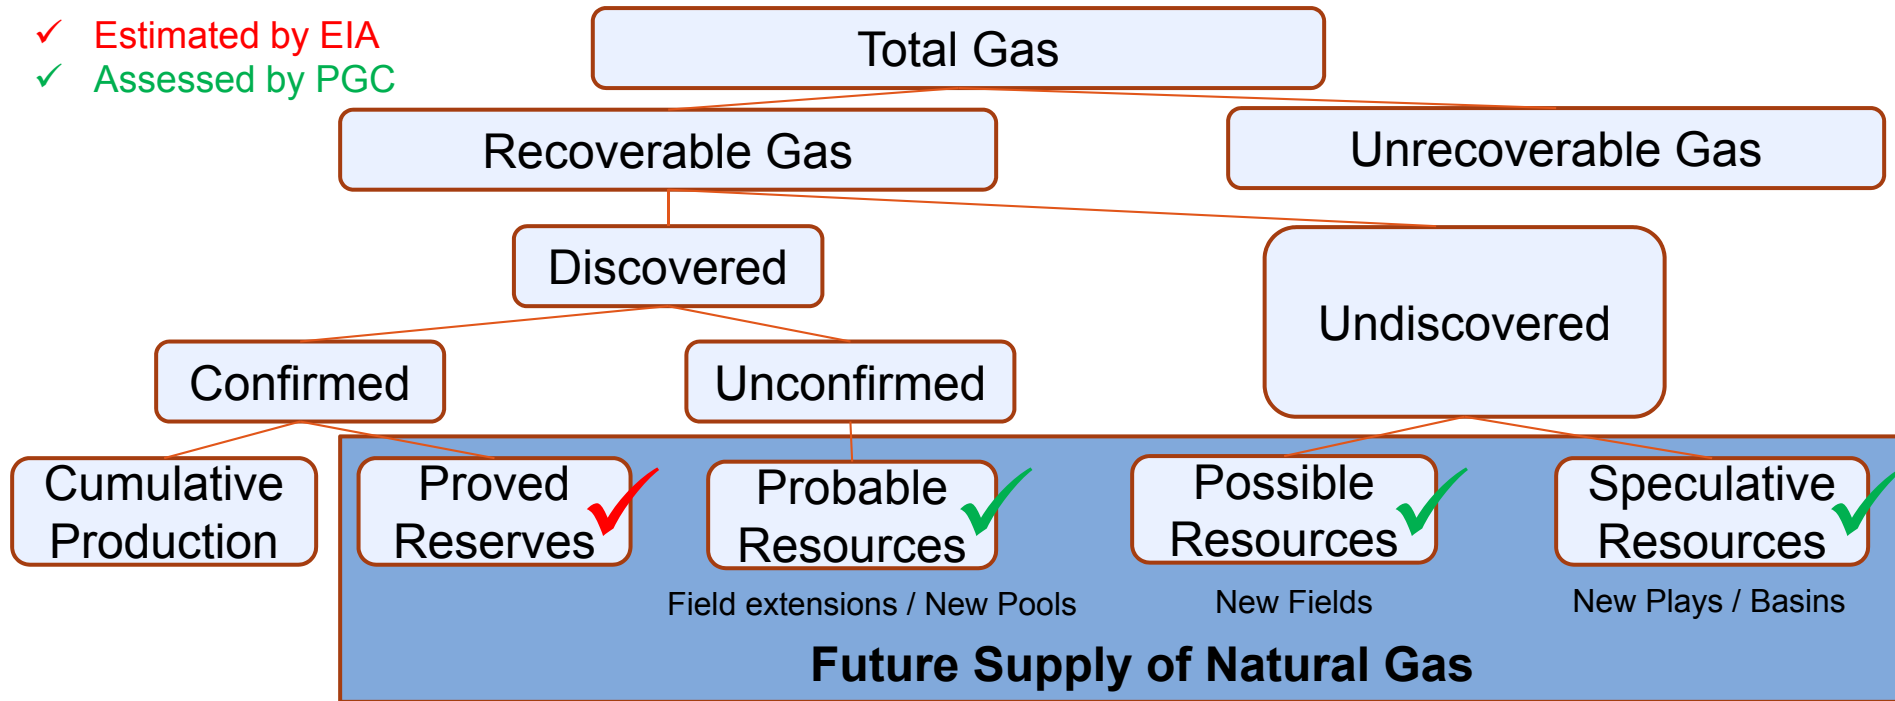 ✓ Estimated by EIA
✓ Assessed by PGC
Total Gas
Recoverable Gas
Unrecoverable Gas
Discovered
Undiscovered
Confirmed
Unconfirmed
Cumulative
Production
Proved
Reserves
Probable
Resources
Possible
Resources
Speculative
Resources
Field extensions / New Pools
New Fields
New Plays / Basins
Future Supply of Natural Gas